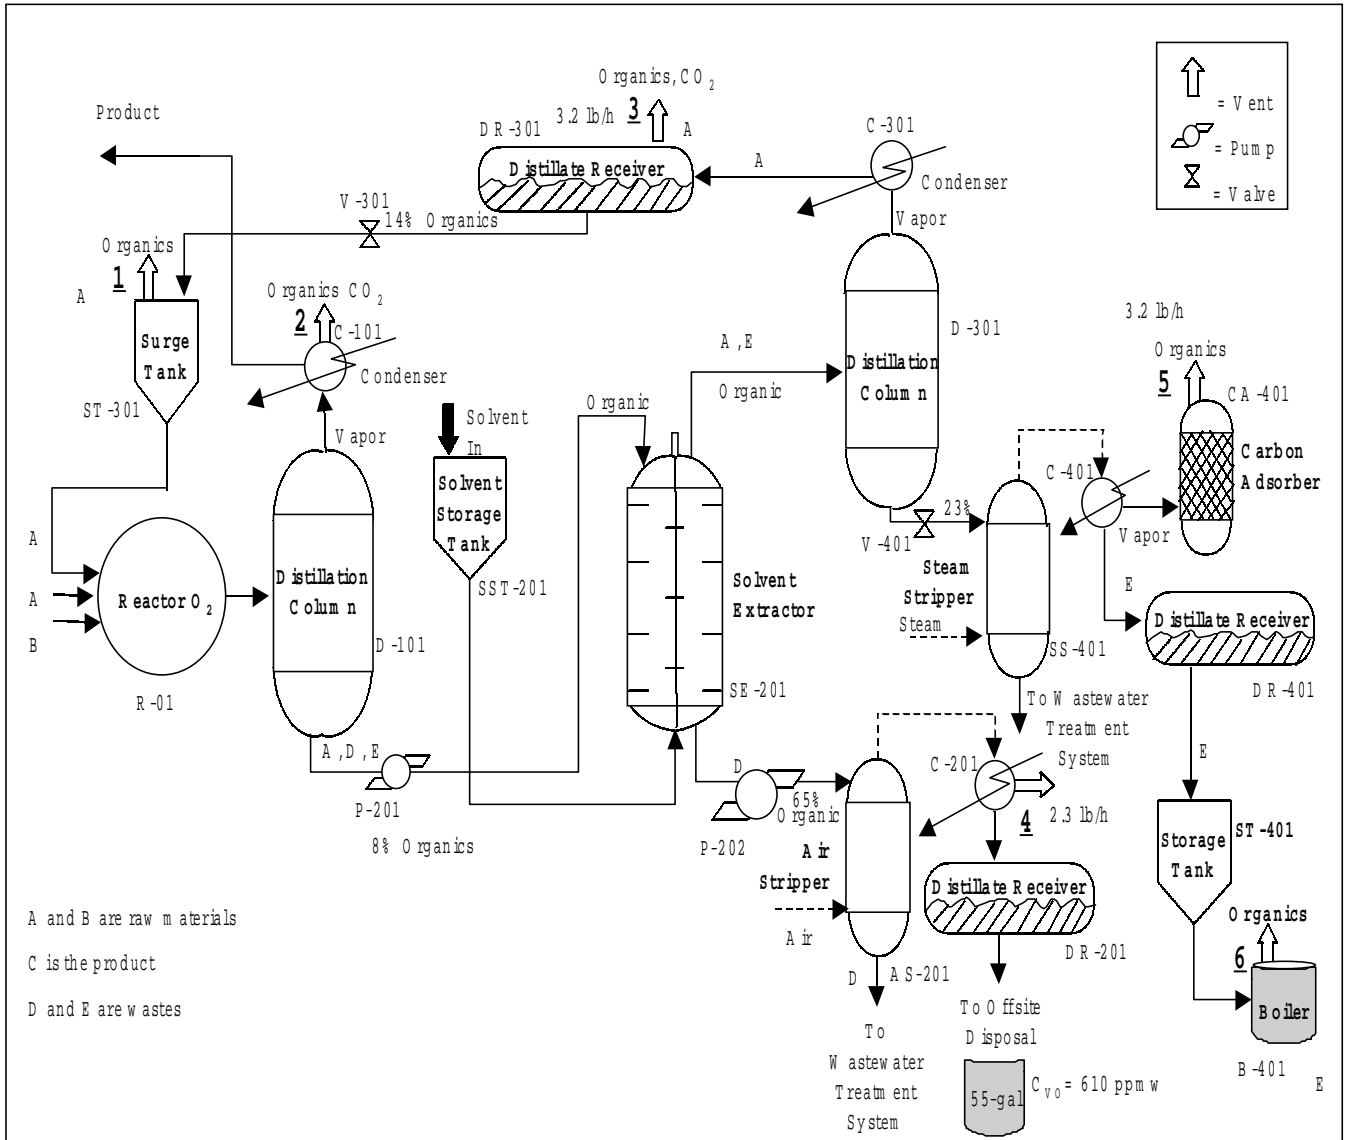 Organics, CO2
Product
3.2 lb/h
3
DR-301
A
C-301
= Vent
= Pump
= Valve
Distillate Receiver
A
Condenser
V-301
14% Organics
Vapor
Organics
1
A
Organics CO2
2
C-101
Surge
Tank
Condenser
ST-301
A, E
Organic
D-301
Distillation
Column
3.2 lb/h
Organics
5
CA-401
Carbon
Adsorber
Organic
Solvent
In
Vapor
Solvent
Storage
Tank
SST-201
C-401
Vapor
23%
V-401
Steam
Stripper
Steam
SS-401
Solvent
Extractor
SE-201
A
A
B
Reactor O2
R-01
Distillation
Column
D-101
E
Distillate Receiver
DR-401
To Wastewater
Treatment
System
A, D, E
P-201
8% Organics
D
65%
Organic
P-202
C-201
4
2.3 lb/h
E
Storage
Tank
ST-401
Air
Stripper
Air
Distillate Receiver
DR-201
D
AS-201
To
Wastewater
Treatment
System
To Offsite
Disposal
55-gal
CVO = 610 ppmw
Organics
6
Boiler
B-401
E
A and B are raw materials
C is the product
D and E are wastes